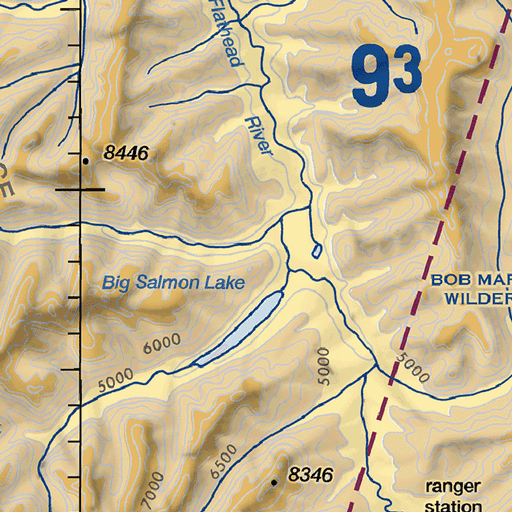 Flathead
River
93
8446
Big Salmon Lake
BOB MAR
WILDER
6000
5000
5000
5000
6500
7000
8346
ranger
station